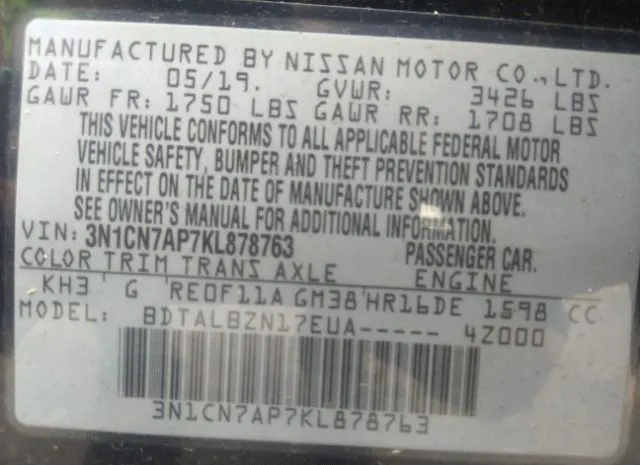 MANUFACTURED BY NISSAN MOTOR CO., LTD.
DATE: 05/19. GVWR: 3426 LBS
GAWR FR: 1750 LBS GAWR RR: 1708 LBS
THIS VEHICLE CONFORMS TO ALL APPLICABLE FEDERAL MOTOR
VEHICLE SAFETY, BUMPER AND THEFT PREVENTION STANDARDS
IN EFFECT ON THE DATE OF MANUFACTURE SHOWN ABOVE.
SEE OWNER'S MANUAL FOR ADDITIONAL INFORMATION.
VIN: 3N1CN7AP7KL878763 PASSENGER CAR.
COLOR TRIM TRANS AXLE ENGINE
KH3 G RE0F11A GM38 HR16DE 1598 CC
MODEL: BDTALBZN17EUA----- 4Z000
3N1CN7AP7KL878763